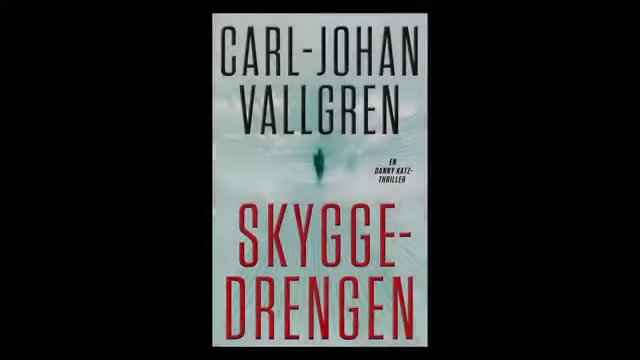 CARL-JOHAN
VALLGREN
EN
DANNY KATZ-
THRILLER
SKYGGE-
DRENGEN